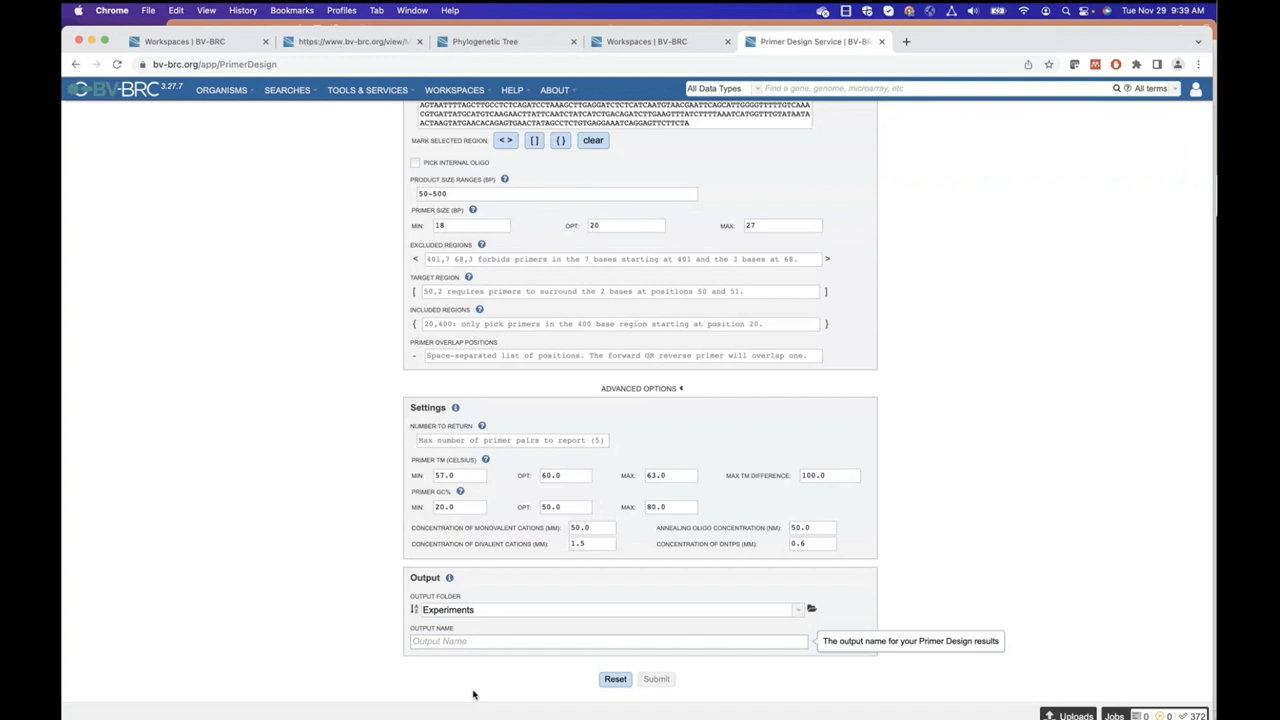 Chrome File Edit View History Bookmarks Profiles Tab Window Help Tue Nov 29 9:39 AM
Workspaces | BV-BRC × https://www.bv-brc.org/view/ × Phylogenetic Tree × Workspaces | BV-BRC × Primer Design Service | BV-BR × +
bv-brc.org/app/PrimerDesign
BV-BRC 3.27.7 ORGANISMS SEARCHES TOOLS & SERVICES WORKSPACES HELP ABOUT All Data Types Find a gene, genome, microarray, etc All terms
MARK SELECTED REGION: < > [ ] { } clear
PICK INTERNAL OLIGO
PRODUCT SIZE RANGES (BP)
50-500
PRIMER SIZE (BP)
MIN: 18 OPT: 20 MAX: 27
EXCLUDED REGIONS
< 401,7 68,3 forbids primers in the 7 bases starting at 401 and the 3 bases at 68. >
TARGET REGION
[ 50,2 requires primers to surround the 2 bases at positions 50 and 51. ]
INCLUDED REGIONS
{ 20,400: only pick primers in the 400 base region starting at position 20. }
PRIMER OVERLAP POSITIONS
- Space-separated list of positions. The forward OR reverse primer will overlap one.
ADVANCED OPTIONS
Settings
NUMBER TO RETURN
Max number of primer pairs to report (5)
PRIMER TM (CELSIUS)
MIN: 57.0 OPT: 60.0 MAX: 63.0 MAX TM DIFFERENCE: 100.0
PRIMER GC%
MIN: 20.0 OPT: 50.0 MAX: 80.0
CONCENTRATION OF MONOVALENT CATIONS (MM): 50.0 ANNEALING OLIGO CONCENTRATION (NM): 50.0
CONCENTRATION OF DIVALENT CATIONS (MM): 1.5 CONCENTRATION OF DNTPS (MM): 0.6
Output
OUTPUT FOLDER
Experiments
OUTPUT NAME
Output Name The output name for your Primer Design results
Reset Submit
Uploads Jobs 0 0 372